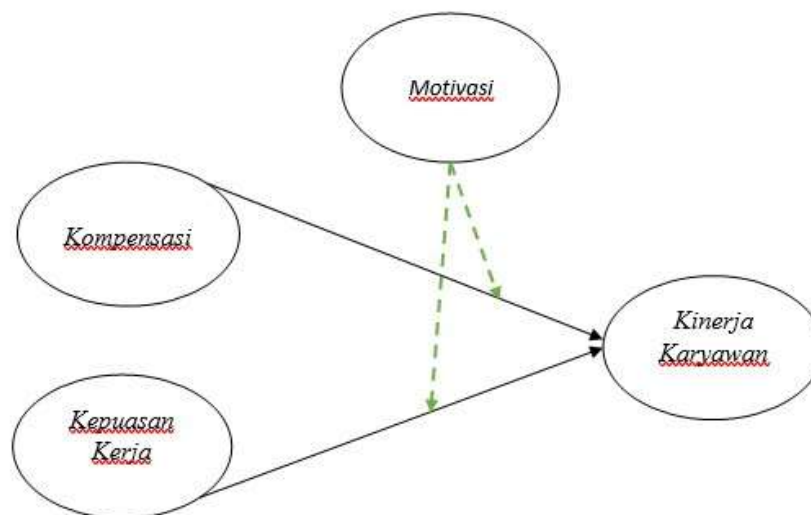 Motivasi
Kompensasi
Kinerja
Karyawan
Kepuasan
Kerja